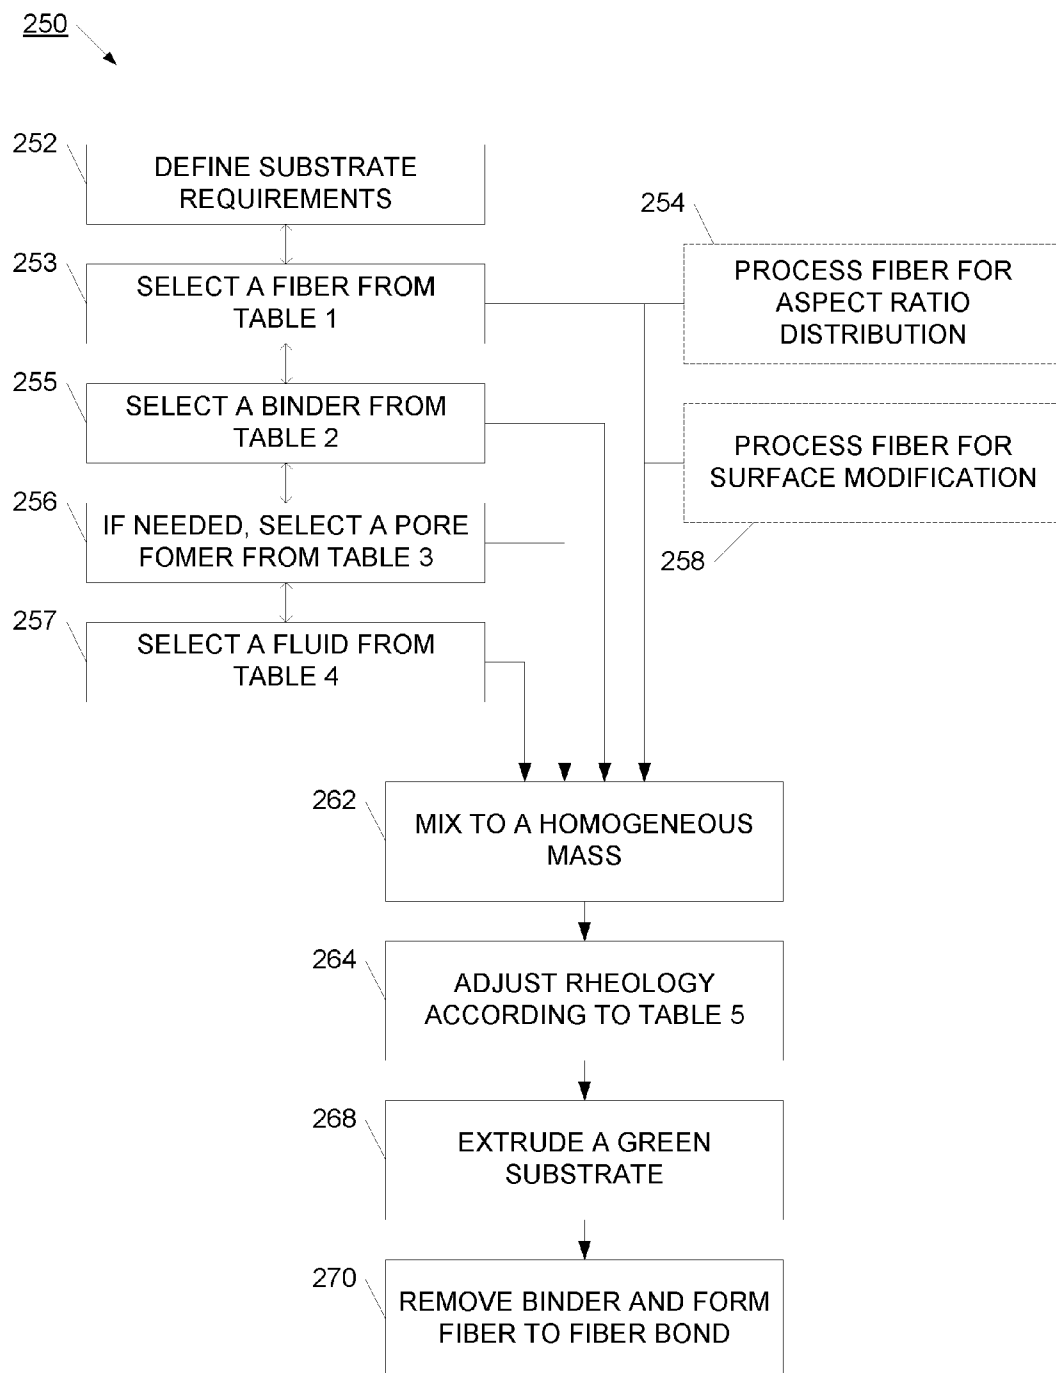 250
252
DEFINE SUBSTRATE
REQUIREMENTS
253
SELECT A FIBER FROM
TABLE 1
254
PROCESS FIBER FOR
ASPECT RATIO
DISTRIBUTION
255
SELECT A BINDER FROM
TABLE 2
PROCESS FIBER FOR
SURFACE MODIFICATION
258
256
IF NEEDED, SELECT A PORE
FOMER FROM TABLE 3
257
SELECT A FLUID FROM
TABLE 4
262
MIX TO A HOMOGENEOUS
MASS
264
ADJUST RHEOLOGY
ACCORDING TO TABLE 5
268
EXTRUDE A GREEN
SUBSTRATE
270
REMOVE BINDER AND FORM
FIBER TO FIBER BOND